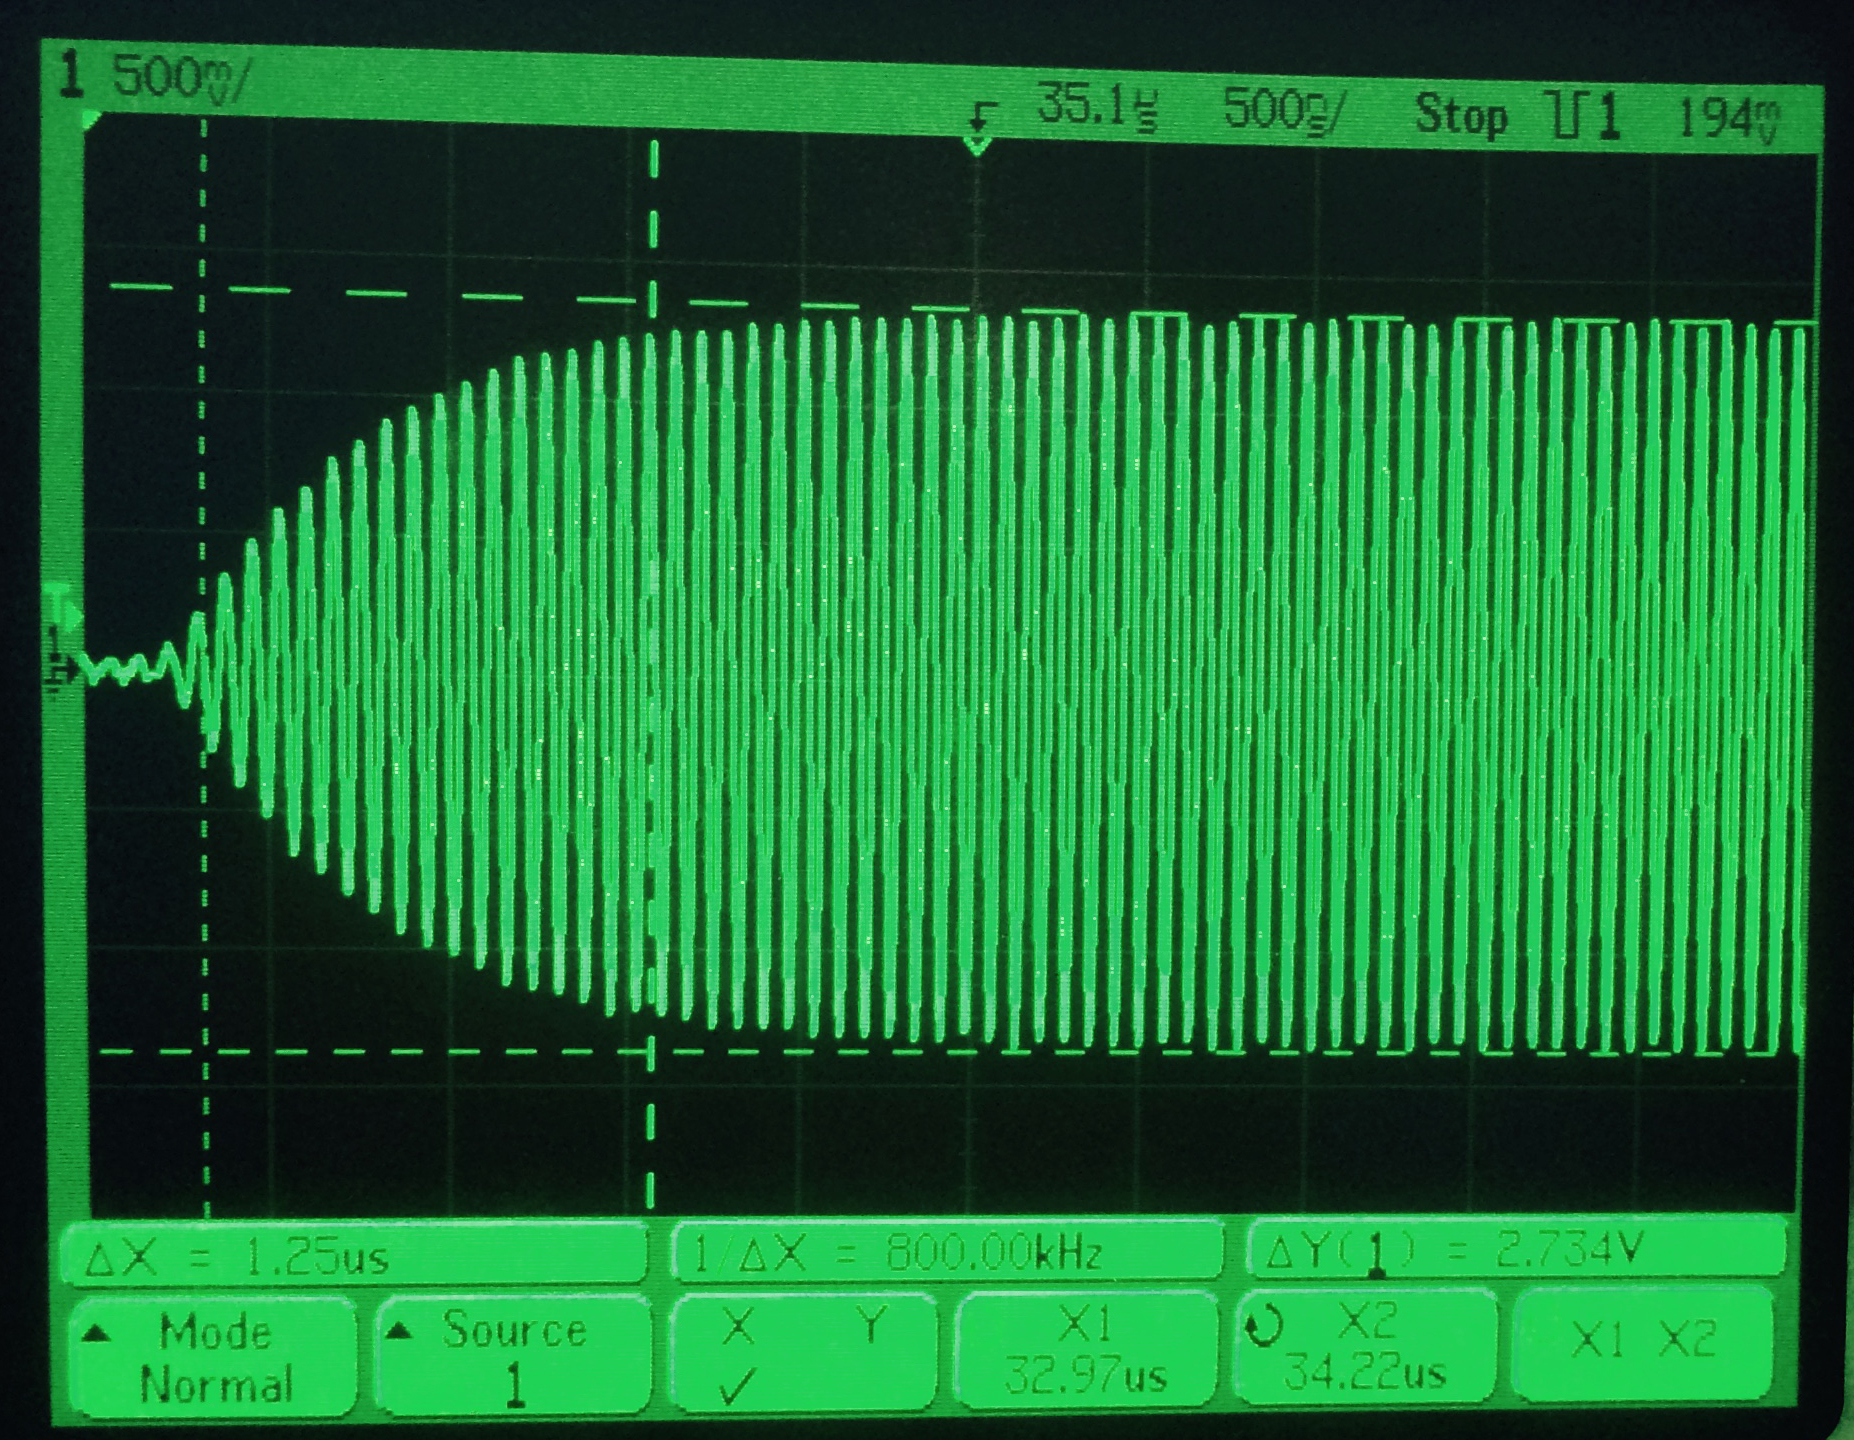 1 500mV/ 35.1us 500ns/ Stop 1 194mV
T
1
ΔX = 1.25us 1/ΔX = 800.00kHz ΔY(1) = 2.734V
Mode Source X Y X1 X2 X1 X2
Normal 1 ✓ 32.97us 34.22us